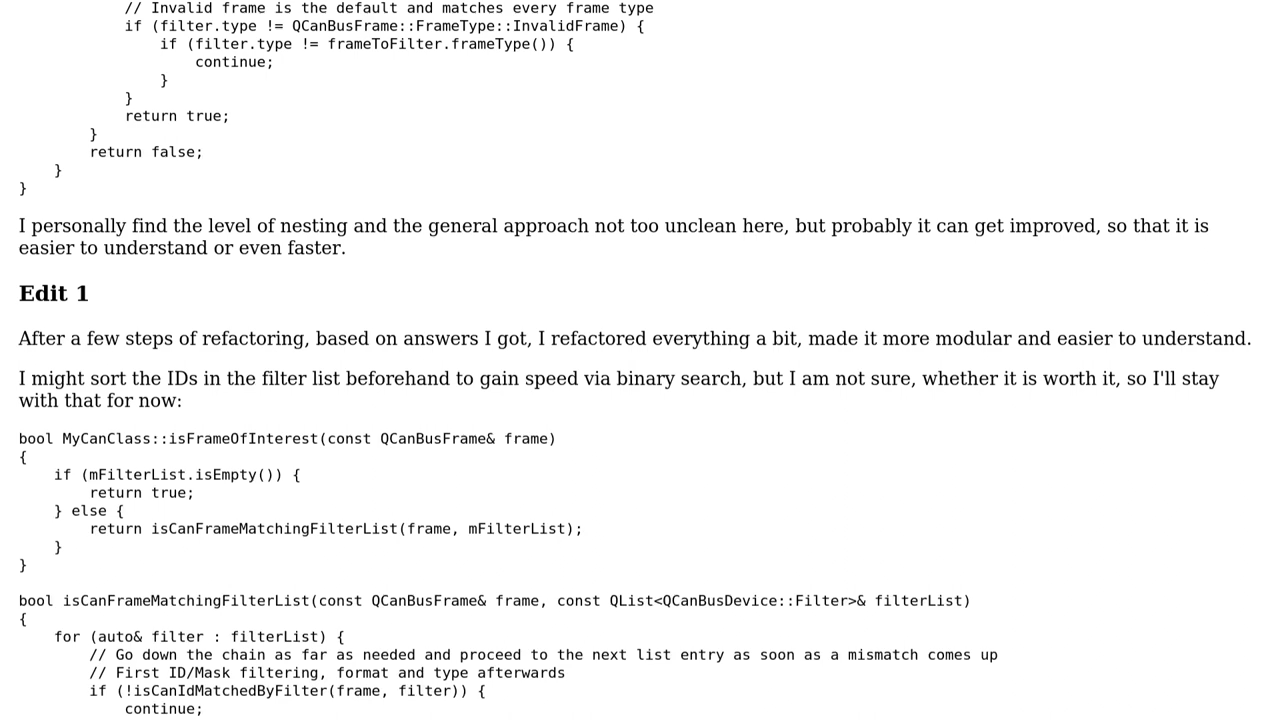 // Invalid frame is the default and matches every frame type
            if (filter.type != QCanBusFrame::FrameType::InvalidFrame) {
                if (filter.type != frameToFilter.frameType()) {
                    continue;
                }
            }
            return true;
        }
        return false;
    }
}
I personally find the level of nesting and the general approach not too unclean here, but probably it can get improved, so that it is
easier to understand or even faster.
Edit 1
After a few steps of refactoring, based on answers I got, I refactored everything a bit, made it more modular and easier to understand.
I might sort the IDs in the filter list beforehand to gain speed via binary search, but I am not sure, whether it is worth it, so I'll stay
with that for now:
bool MyCanClass::isFrameOfInterest(const QCanBusFrame& frame)
{
    if (mFilterList.isEmpty()) {
        return true;
    } else {
        return isCanFrameMatchingFilterList(frame, mFilterList);
    }
}
bool isCanFrameMatchingFilterList(const QCanBusFrame& frame, const QList<QCanBusDevice::Filter>& filterList)
{
    for (auto& filter : filterList) {
        // Go down the chain as far as needed and proceed to the next list entry as soon as a mismatch comes up
        // First ID/Mask filtering, format and type afterwards
        if (!isCanIdMatchedByFilter(frame, filter)) {
            continue;